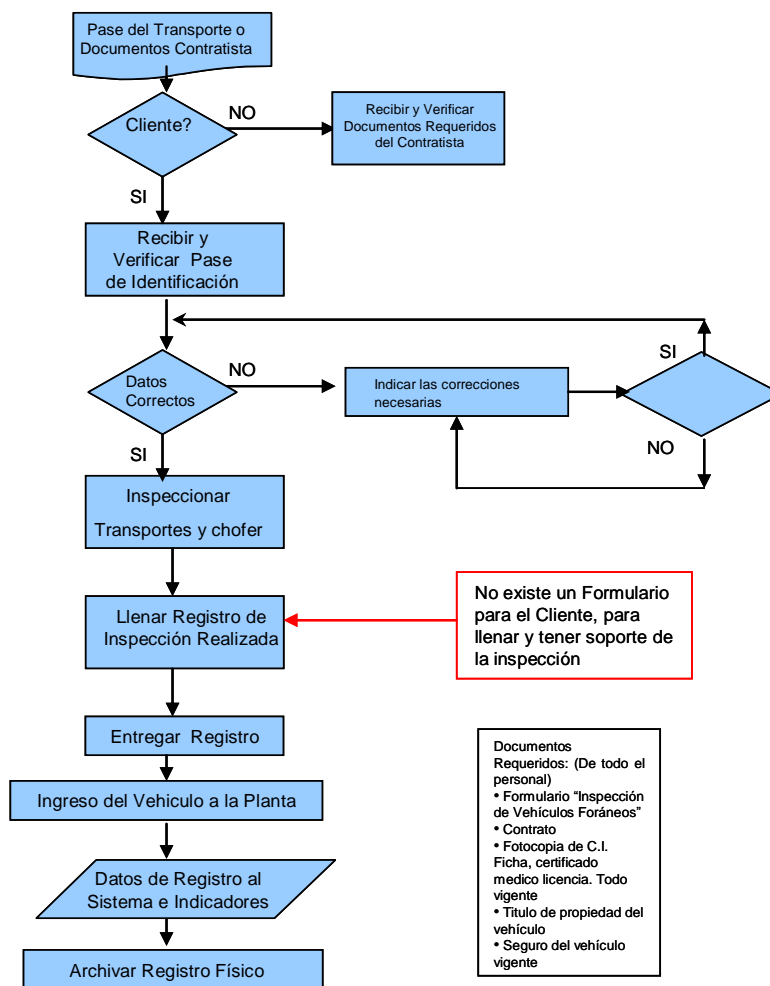 Pase del Transporte o
Documentos Contratista
Cliente?
NO
Recibir y Verificar
Documentos Requeridos
del Contratista
SI
Recibir y
Verificar Pase
de Identificación
Datos
Correctos
NO
Indicar las correcciones
necesarias
SI
NO
SI
Inspeccionar
Transportes y chofer
Llenar Registro de
Inspección Realizada
No existe un Formulario
para el Cliente, para
llenar y tener soporte de
la inspección
Entregar Registro
Ingreso del Vehiculo a la Planta
Datos de Registro al
Sistema e Indicadores
Archivar Registro Físico
Documentos
Requeridos: (De todo el
personal)
• Formulario “Inspección
de Vehículos Foráneos”
• Contrato
• Fotocopia de C.I.
Ficha, certificado
medico licencia. Todo
vigente
• Titulo de propiedad del
vehículo
• Seguro del vehículo
vigente